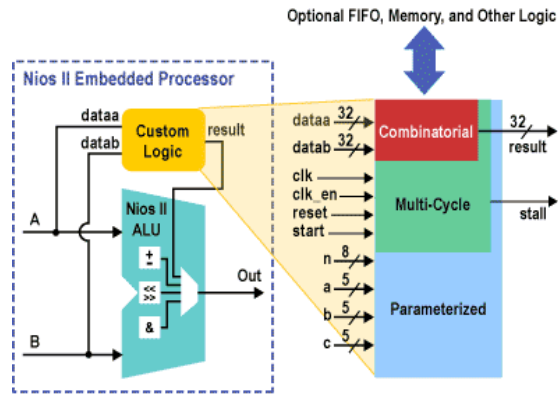 Optional FIFO, Memory, and Other Logic
Nios II Embedded Processor
dataa
datab
Custom
Logic
result
A
Nios II
ALU
+
-
<<
>>
&
Out
B
dataa 32
datab 32
Combinatorial
32
result
clk
clk_en
reset
start
Multi-Cycle
stall
n 8
a 5
b 5
c 5
Parameterized